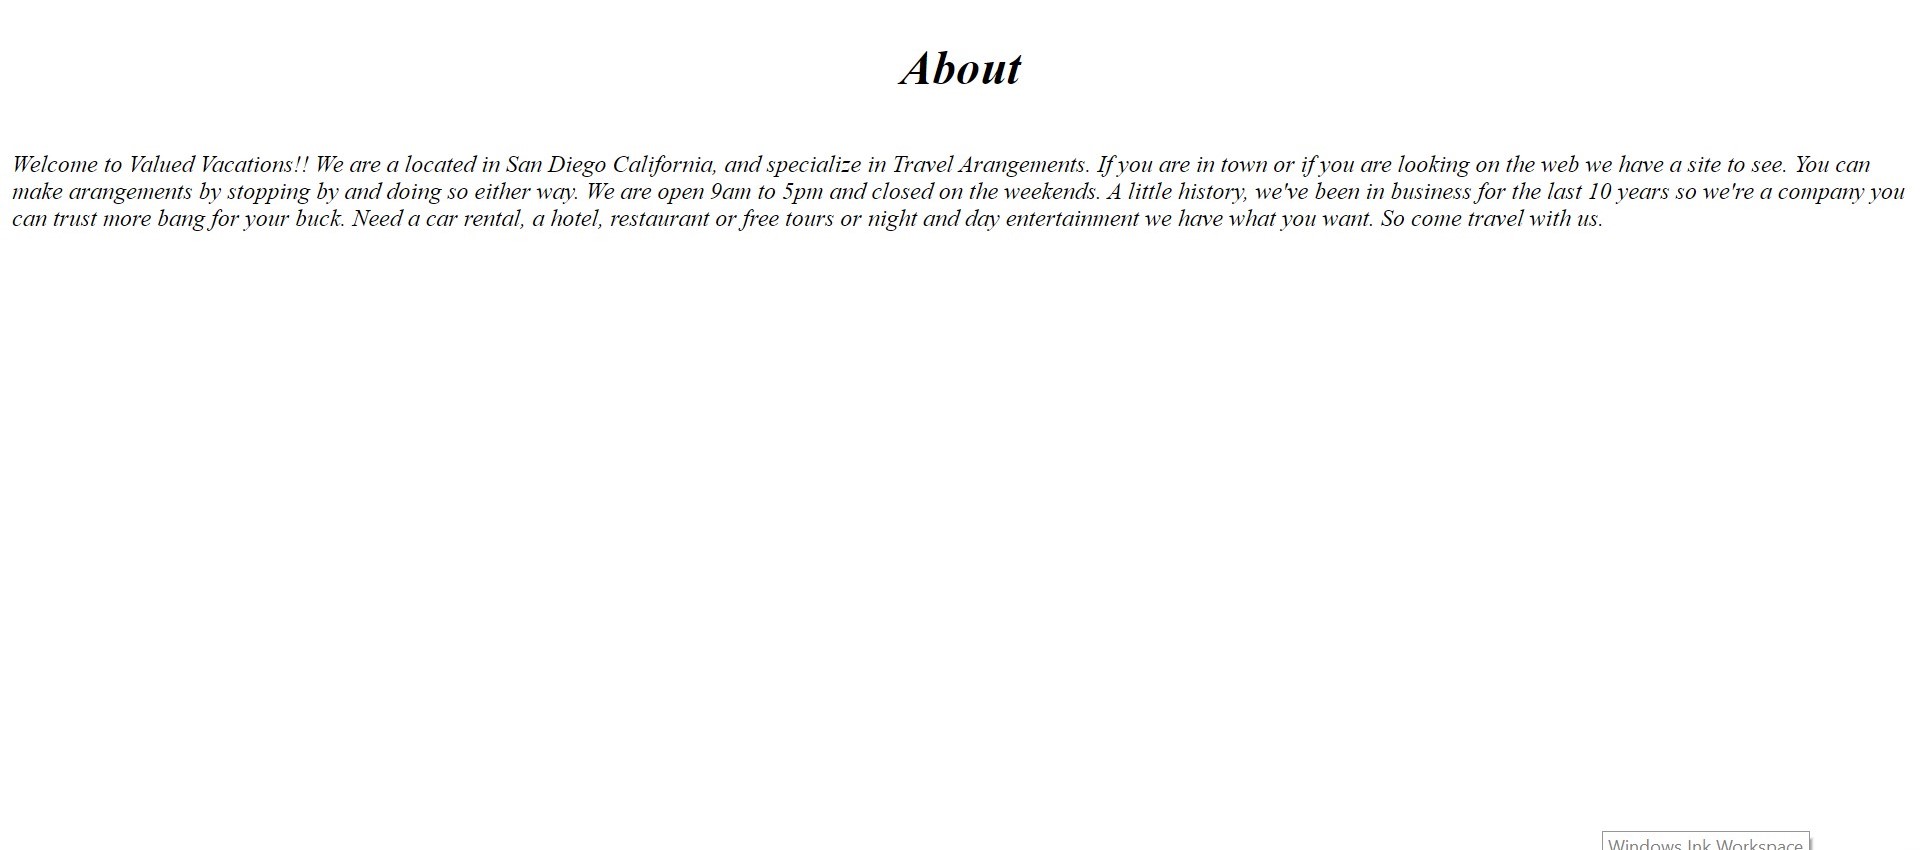 About
Welcome to Valued Vacations!! We are a located in San Diego California, and specialize in Travel Arangements. If you are in town or if you are looking on the web we have a site to see. You can
make arangements by stopping by and doing so either way. We are open 9am to 5pm and closed on the weekends. A little history, we've been in business for the last 10 years so we're a company you
can trust more bang for your buck. Need a car rental, a hotel, restaurant or free tours or night and day entertainment we have what you want. So come travel with us.
Windows Ink Workspace